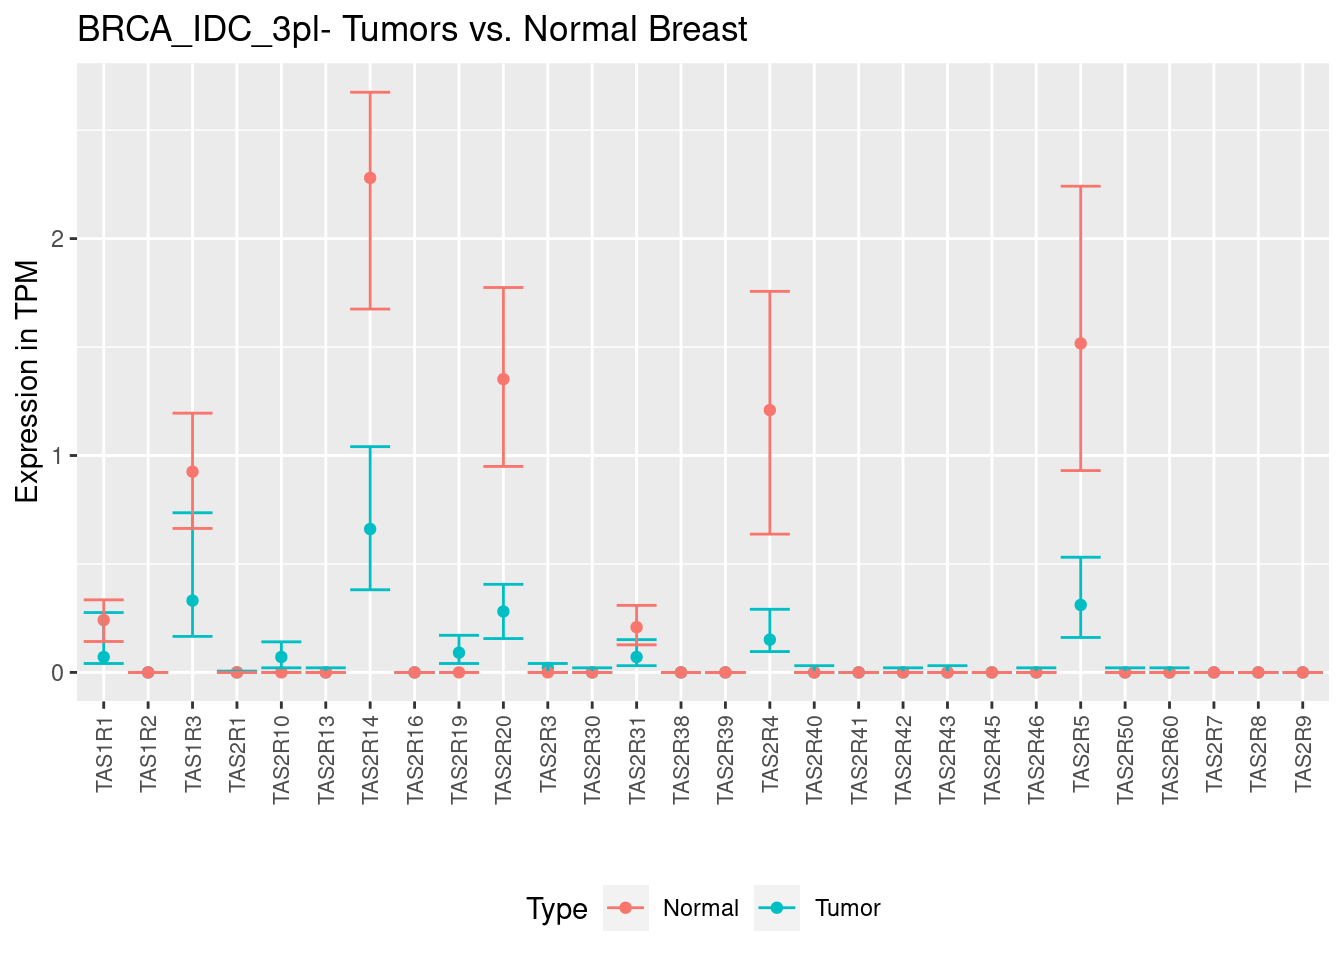 BRCA_IDC_3pl- Tumors vs. Normal Breast
Expression in TPM
2
1
0
TAS1R1
TAS1R2
TAS1R3
TAS2R1
TAS2R10
TAS2R13
TAS2R14
TAS2R16
TAS2R19
TAS2R20
TAS2R3
TAS2R30
TAS2R31
TAS2R38
TAS2R39
TAS2R4
TAS2R40
TAS2R41
TAS2R42
TAS2R43
TAS2R45
TAS2R46
TAS2R5
TAS2R50
TAS2R60
TAS2R7
TAS2R8
TAS2R9
Type Normal Tumor